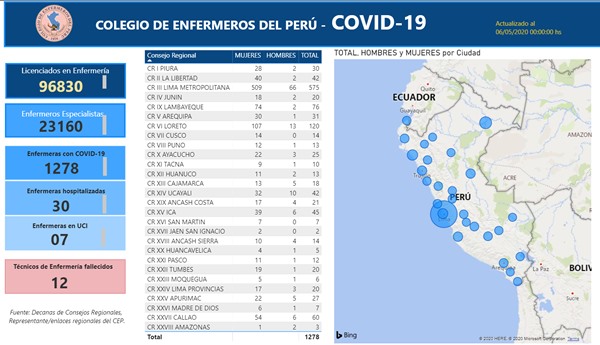 COLEGIO DE ENFERMEROS DEL PERÚ - COVID-19
Actualizado al
06/05/2020 00:00:00 hs
Licenciados en Enfermería
96830
Enfermeros Especialistas
23160
Enfermeras con COVID-19
1278
Enfermeras hospitalizadas
30
Enfermeras en UCI
07
Técnicos de Enfermería fallecidos
12
Fuente: Decanas de Consejos Regionales,
Representante/enlaces regionales del CEP.
Consejo Regional MUJERES HOMBRES TOTAL
CR I PIURA 28 2 30
CR II LA LIBERTAD 40 2 42
CR III LIMA METROPOLITANA 509 66 575
CR IV JUNIN 18 2 20
CR IX LAMBAYEQUE 74 2 76
CR V AREQUIPA 30 1 31
CR VI LORETO 107 13 120
CR VII CUSCO 14 0 14
CR VIII PUNO 12 1 13
CR X AYACUCHO 22 3 25
CR XI TACNA 9 1 10
CR XII HUANUCO 11 2 13
CR XIII CAJAMARCA 13 5 18
CR XIV UCAYALI 32 10 42
CR XIX ANCASH COSTA 17 4 21
CR XV ICA 39 6 45
CR XVI SAN MARTIN 7 0 7
CR XVII JAEN SAN IGNACIO 2 0 2
CR XVIII ANCASH SIERRA 10 4 14
CR XX HUANCAVELICA 4 1 5
CR XXI PASCO 11 1 12
CR XXII TUMBES 19 1 20
CR XXIII MOQUEGUA 5 1 6
CR XXIV LIMA PROVINCIAS 17 3 20
CR XXV APURIMAC 22 5 27
CR XXVI MADRE DE DIOS 6 1 7
CR XXVII CALLAO 54 6 60
CR XXVIII AMAZONAS 1 2 3
Total 1278
TOTAL, HOMBRES y MUJERES por Ciudad
Quito
ECUADOR
Guayaquil
AMAZON
ACRE
PERÚ
La Paz
BOLIV
Bing